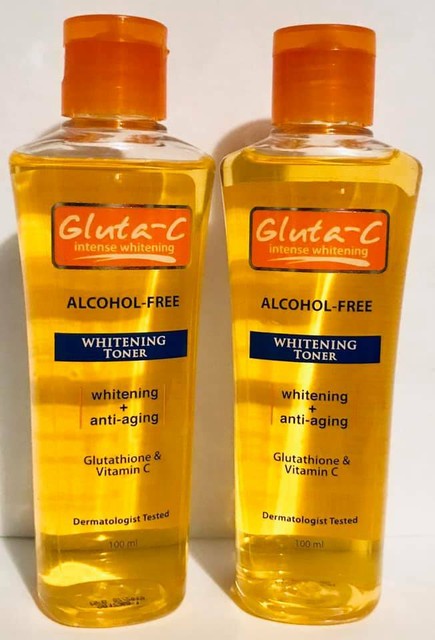 Gluta-C
intense whitening
ALCOHOL-FREE
WHITENING
TONER
whitening
+
anti-aging
Glutathione &
Vitamin C
Dermatologist Tested
100 ml
Gluta-C
intense whitening
ALCOHOL-FREE
WHITENING
TONER
whitening
+
anti-aging
Glutathione &
Vitamin C
Dermatologist Tested
100 ml